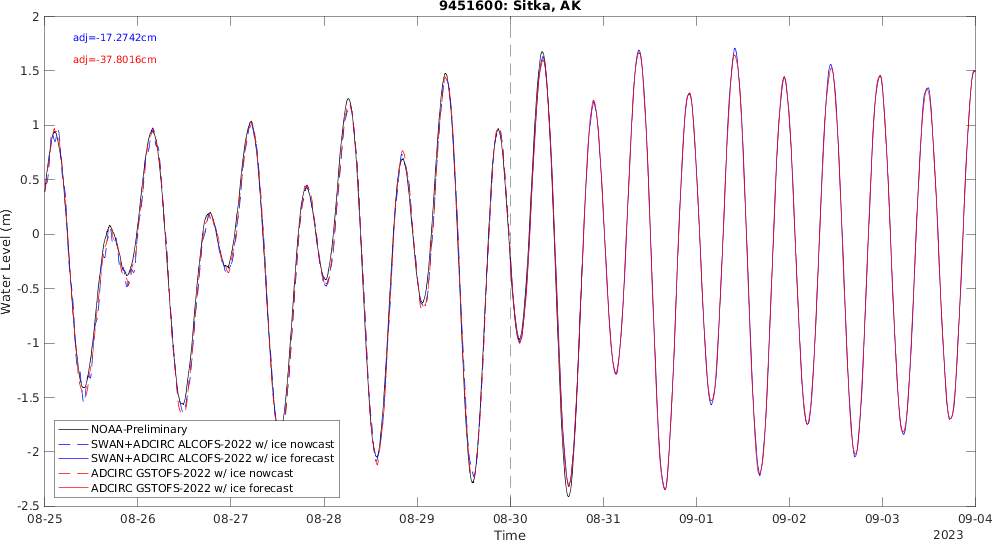 9451600: Sitka, AK
adj=-17.2742cm
adj=-37.8016cm
Water Level (m)
2
1.5
1
0.5
0
-0.5
-1
-1.5
-2
-2.5
NOAA-Preliminary
SWAN+ADCIRC ALCOFS-2022 w/ ice nowcast
SWAN+ADCIRC ALCOFS-2022 w/ ice forecast
ADCIRC GSTOFS-2022 w/ ice nowcast
ADCIRC GSTOFS-2022 w/ ice forecast
08-25 08-26 08-27 08-28 08-29 08-30 08-31 09-01 09-02 09-03 09-04
Time
2023